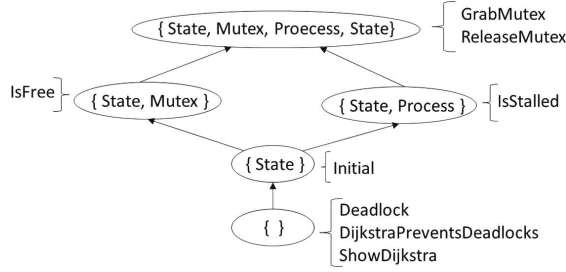 { State, Mutex, Proecess, State}
GrabMutex
ReleaseMutex
IsFree
{ State, Mutex }
{ State, Process }
IsStalled
{ State }
Initial
{ }
Deadlock
DijkstraPreventsDeadlocks
ShowDijkstra